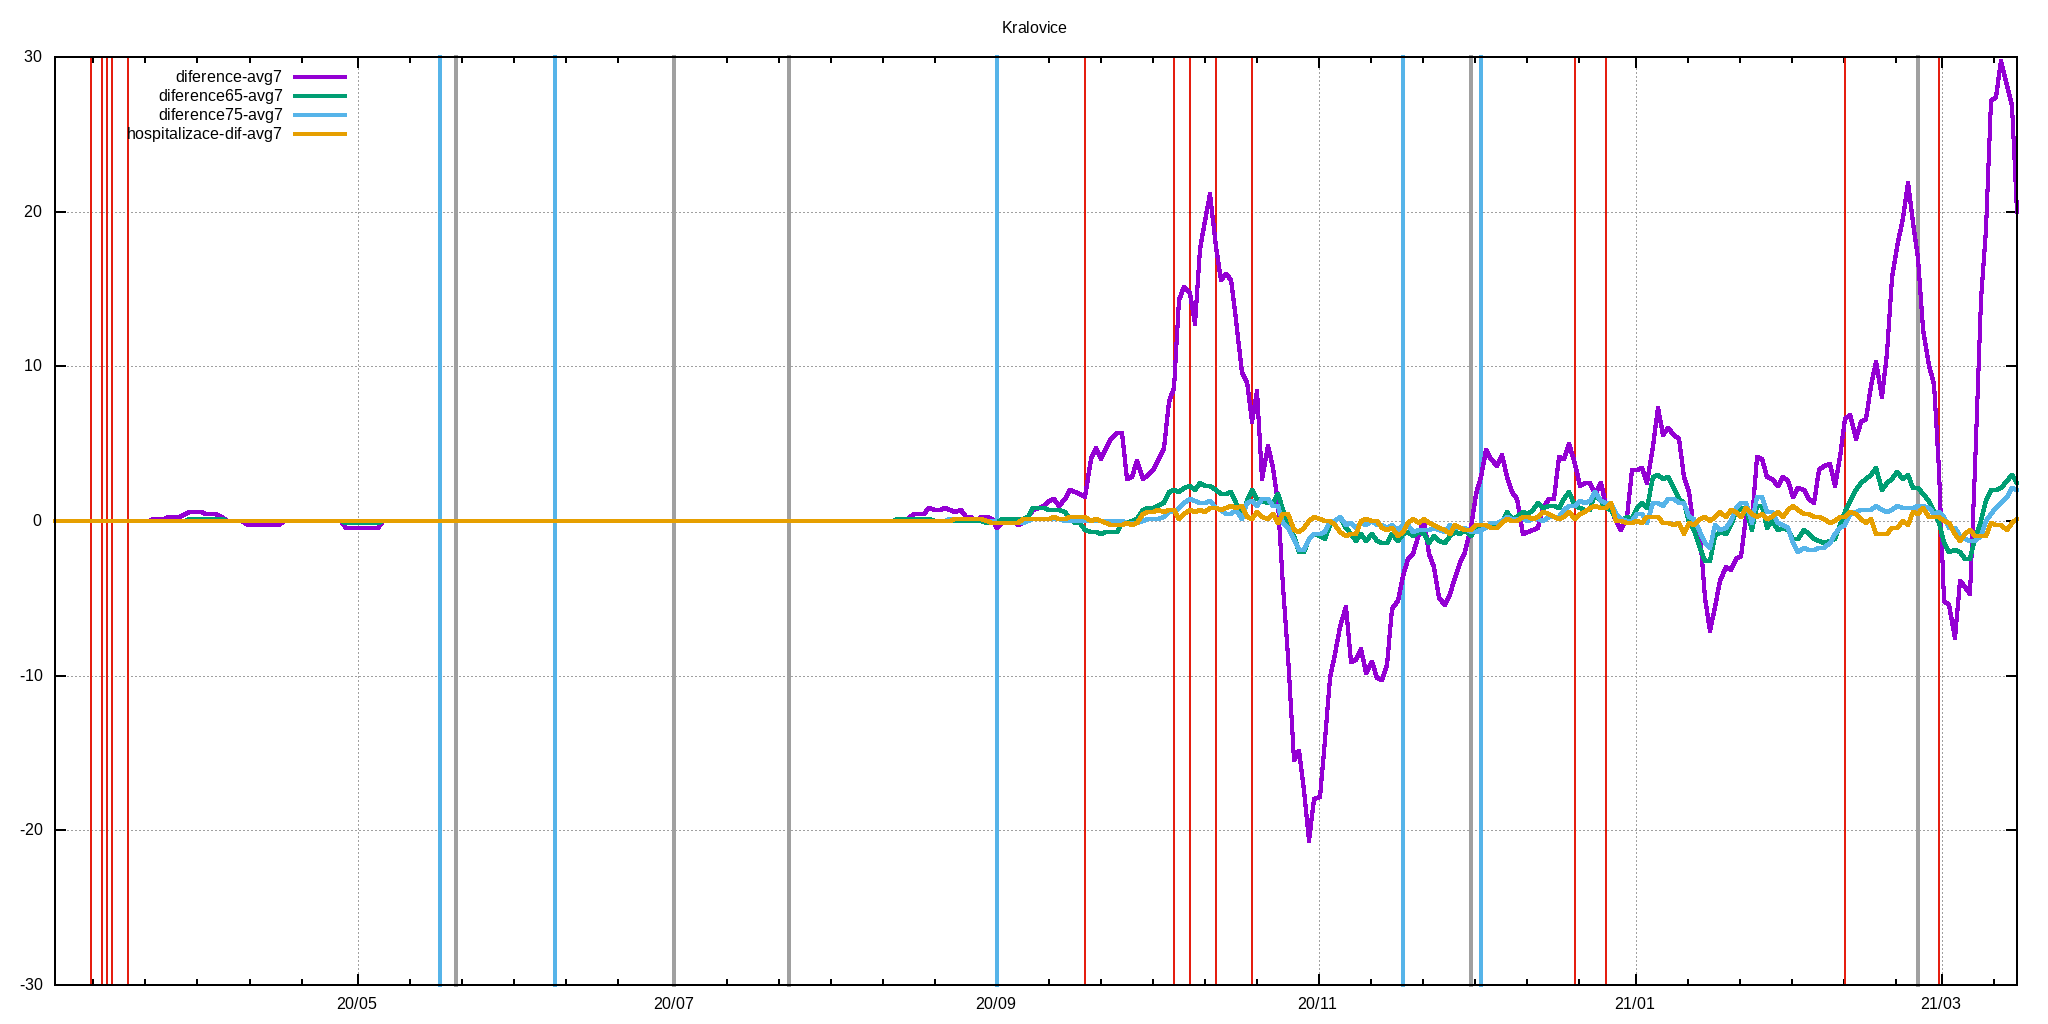 Kralovice
30
diference-avg7
diference65-avg7
diference75-avg7
hospitalizace-dif-avg7
20
10
0
-10
-20
-30
20/05 20/07 20/09 20/11 21/01 21/03